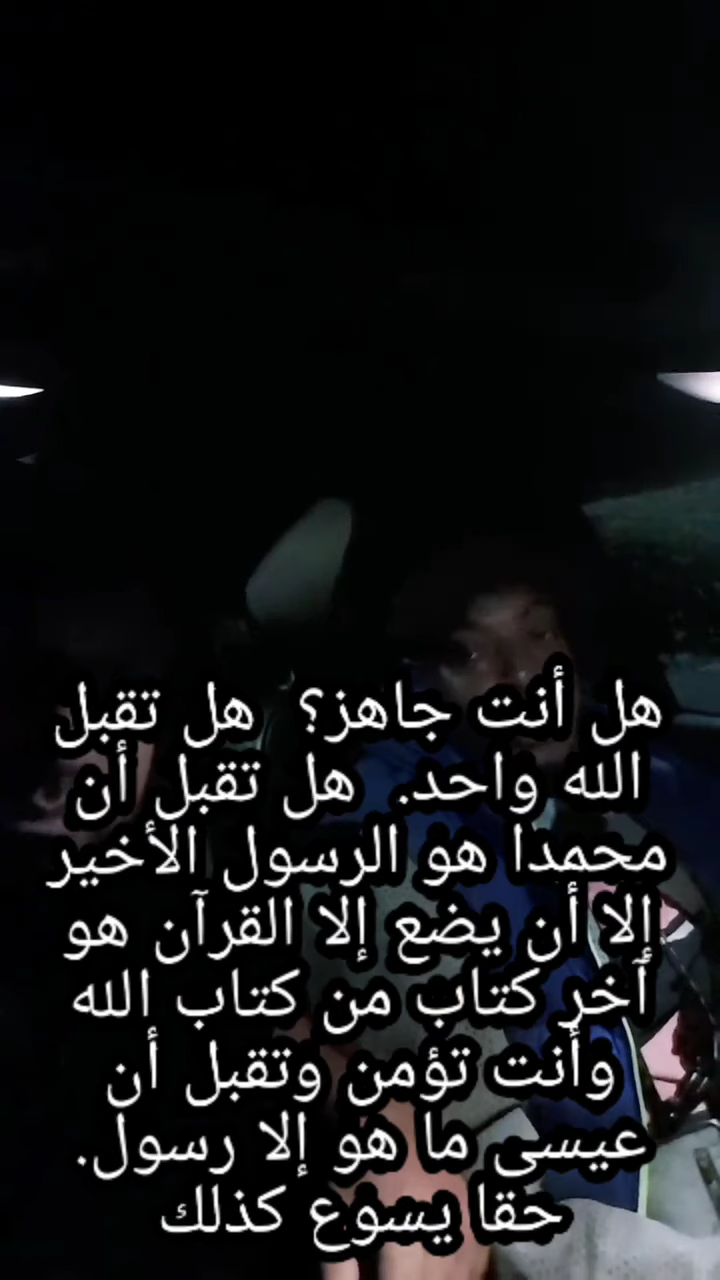 هل أنت جاهز؟ هل تقبل
الله واحد. هل تقبل أن
محمدا هو الرسول الأخير
إلا أن يضع إلا القرآن هو
آخر كتاب من كتاب الله
وأنت تؤمن وتقبل أن
عيسى ما هو إلا رسول.
حقا يسوع كذلك